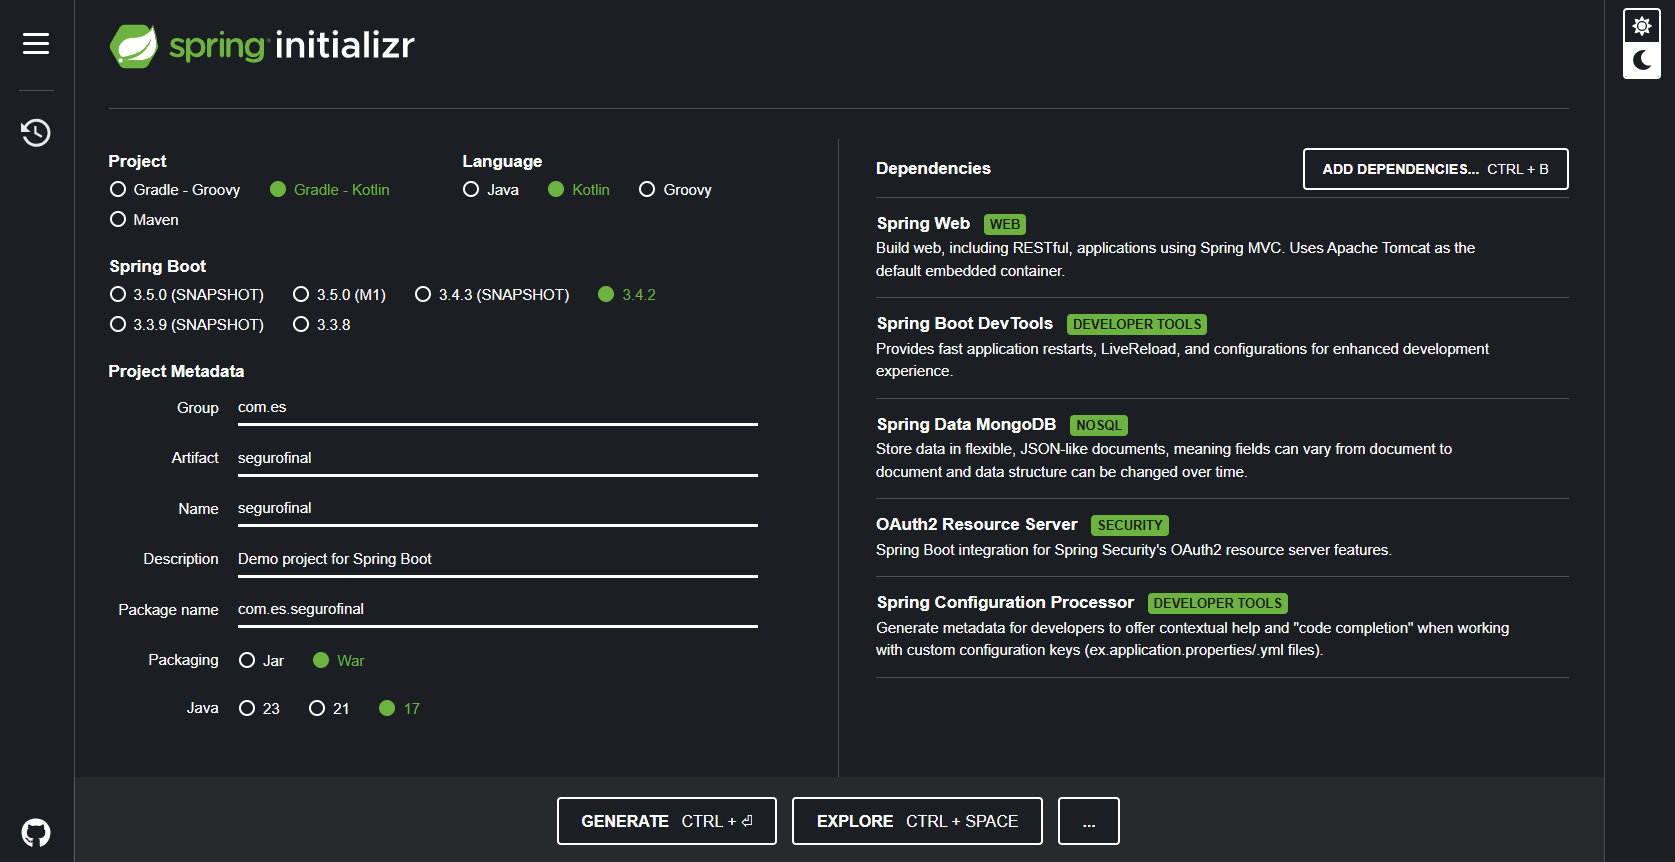 spring initializr
Project
Gradle - Groovy Gradle - Kotlin
Maven
Language
Java Kotlin Groovy
Spring Boot
3.5.0 (SNAPSHOT) 3.5.0 (M1) 3.4.3 (SNAPSHOT) 3.4.2
3.3.9 (SNAPSHOT) 3.3.8
Project Metadata
Group com.es
Artifact segurofinal
Name segurofinal
Description Demo project for Spring Boot
Package name com.es.segurofinal
Packaging Jar War
Java 23 21 17
Dependencies
ADD DEPENDENCIES... CTRL + B
Spring Web WEB
Build web, including RESTful, applications using Spring MVC. Uses Apache Tomcat as the
default embedded container.
Spring Boot DevTools DEVELOPER TOOLS
Provides fast application restarts, LiveReload, and configurations for enhanced development
experience.
Spring Data MongoDB NOSQL
Store data in flexible, JSON-like documents, meaning fields can vary from document to
document and data structure can be changed over time.
OAuth2 Resource Server SECURITY
Spring Boot integration for Spring Security's OAuth2 resource server features.
Spring Configuration Processor DEVELOPER TOOLS
Generate metadata for developers to offer contextual help and "code completion" when working
with custom configuration keys (ex.application.properties/.yml files).
GENERATE CTRL + ⏎
EXPLORE CTRL + SPACE
...